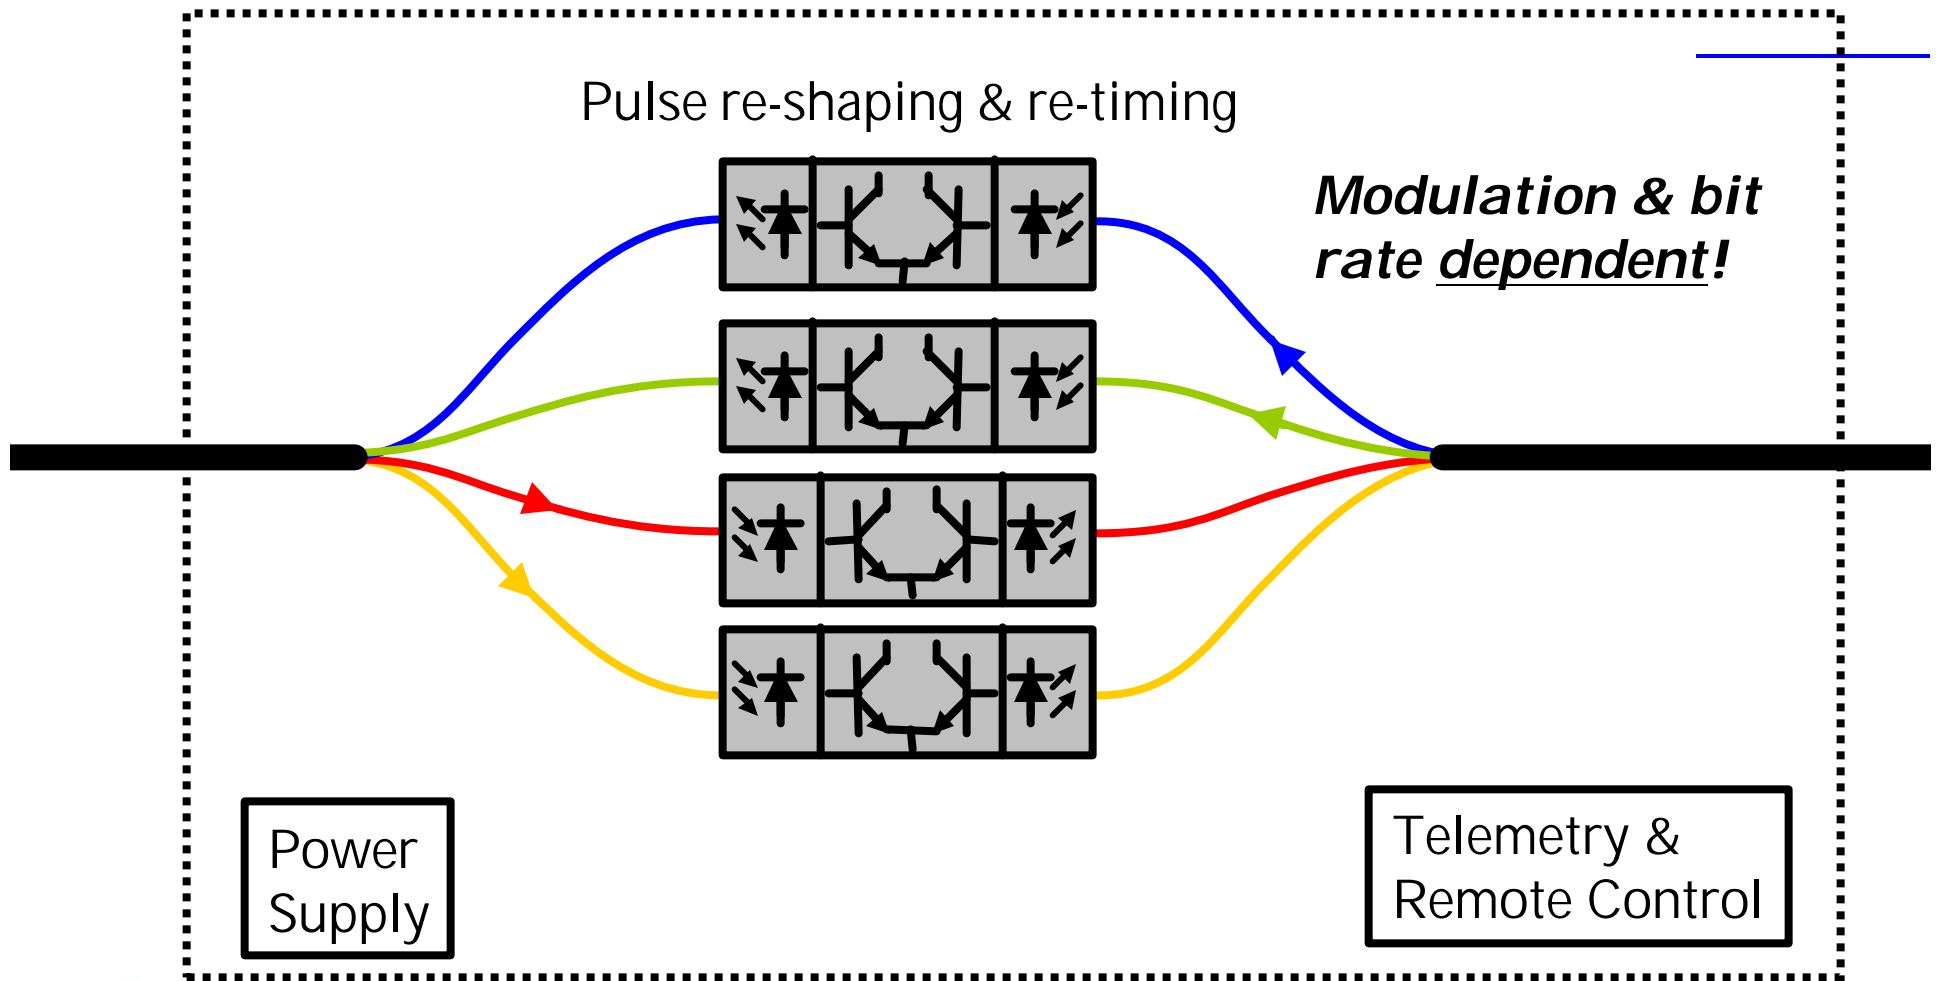 Pulse re-shaping & re-timing
Modulation & bit
rate dependent!
Power
Supply
Telemetry &
Remote Control